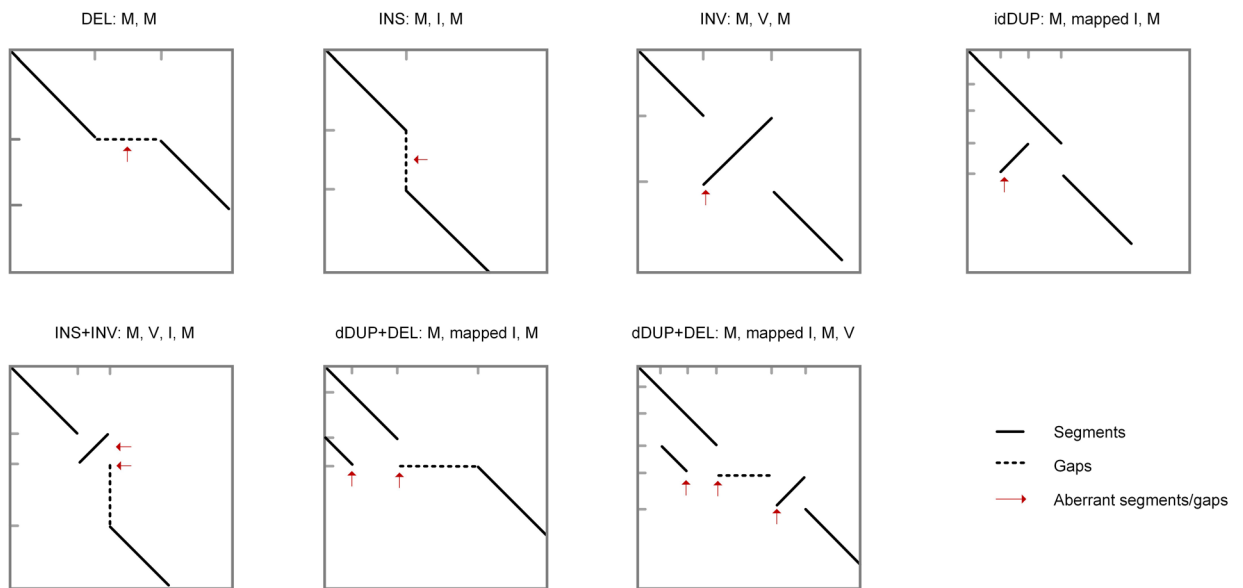 DEL: M, M
INS: M, I, M
INV: M, V, M
idDUP: M, mapped I, M
INS+INV: M, V, I, M
dDUP+DEL: M, mapped I, M
dDUP+DEL: M, mapped I, M, V
Segments
Gaps
Aberrant segments/gaps